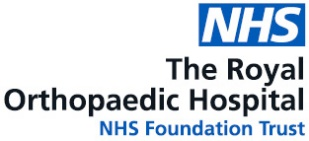 NHS
The Royal
Orthopaedic Hospital
NHS Foundation Trust